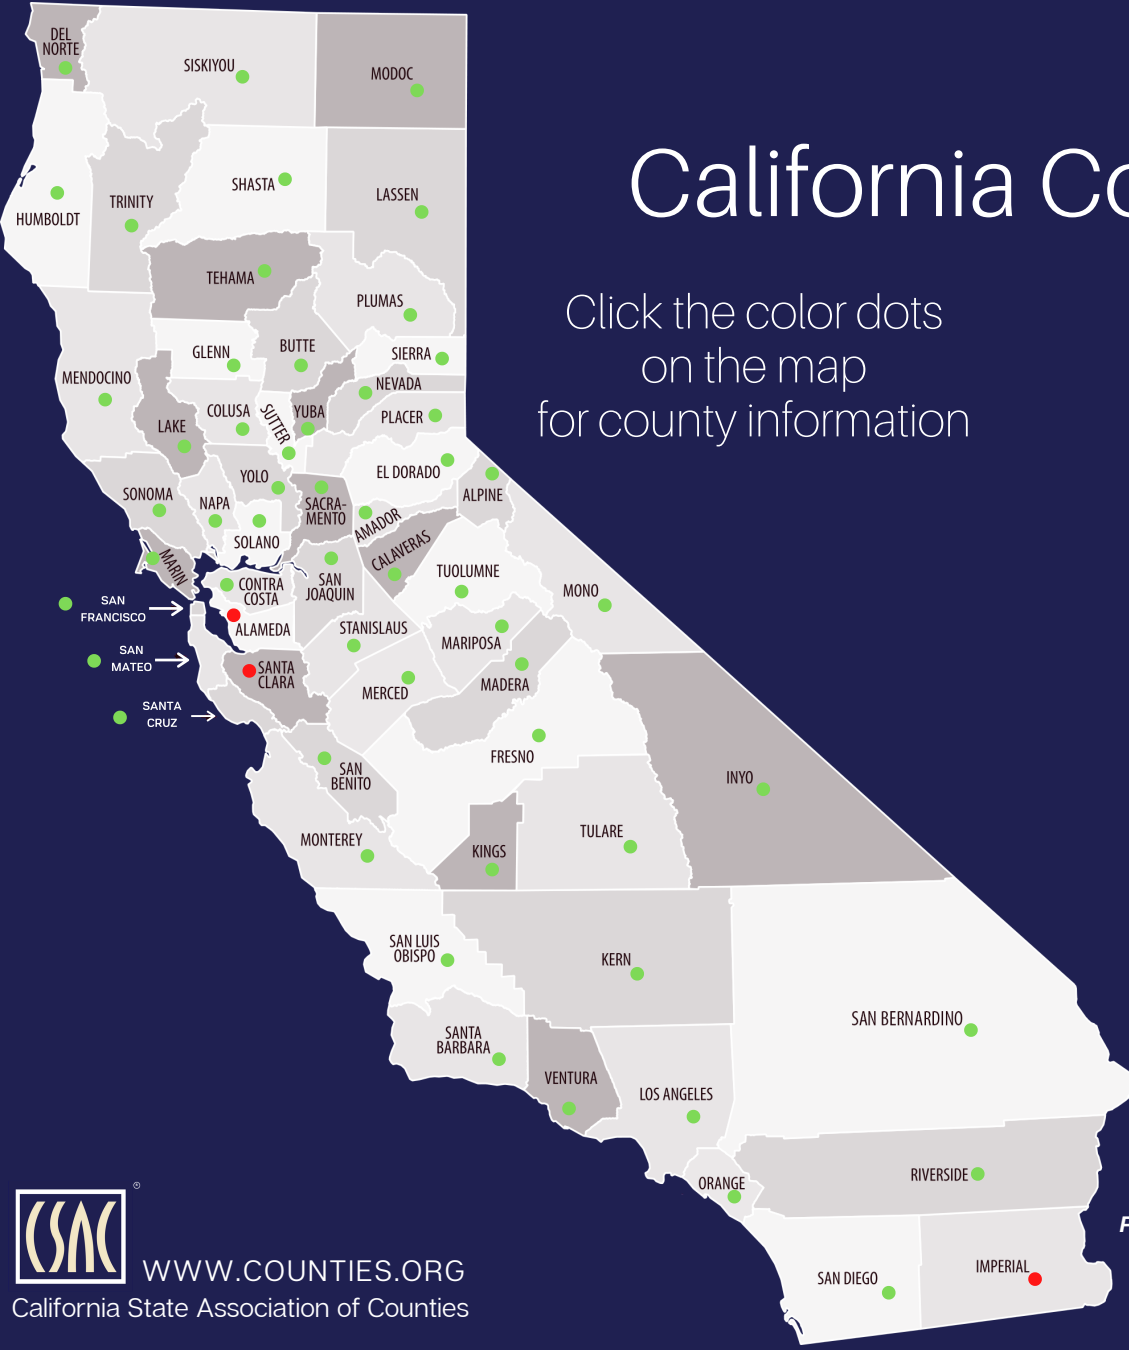 California Co
Click the color dots
on the map
for county information
DEL
NORTE
SISKIYOU
MODOC
HUMBOLDT
TRINITY
SHASTA
LASSEN
TEHAMA
PLUMAS
GLENN
BUTTE
SIERRA
MENDOCINO
NEVADA
COLUSA
SUTTER
YUBA
PLACER
LAKE
EL DORADO
YOLO
ALPINE
SONOMA
NAPA
SACRA-
MENTO
AMADOR
SOLANO
CALAVERAS
MARIN
TUOLUMNE
CONTRA
COSTA
SAN
JOAQUIN
MONO
SAN
FRANCISCO
ALAMEDA
STANISLAUS
MARIPOSA
SAN
MATEO
SANTA
CLARA
MERCED
MADERA
SANTA
CRUZ
FRESNO
SAN
BENITO
INYO
MONTEREY
KINGS
TULARE
SAN LUIS
OBISPO
KERN
SAN BERNARDINO
SANTA
BARBARA
VENTURA
LOS ANGELES
ORANGE
RIVERSIDE
SAN DIEGO
IMPERIAL
F
CSAC
®
WWW.COUNTIES.ORG
California State Association of Counties